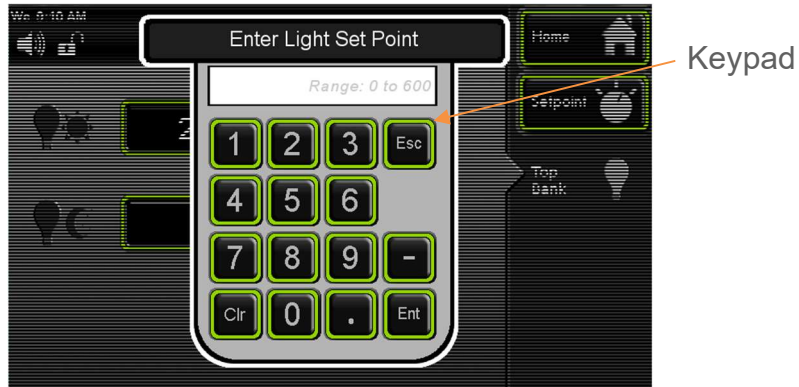 We 9:10 AM
Enter Light Set Point
Home
Keypad
Range: 0 to 600
Setpoint
2
1 2 3 Esc
4 5 6
Top
Bank
7 8 9 -
Clr 0 . Ent